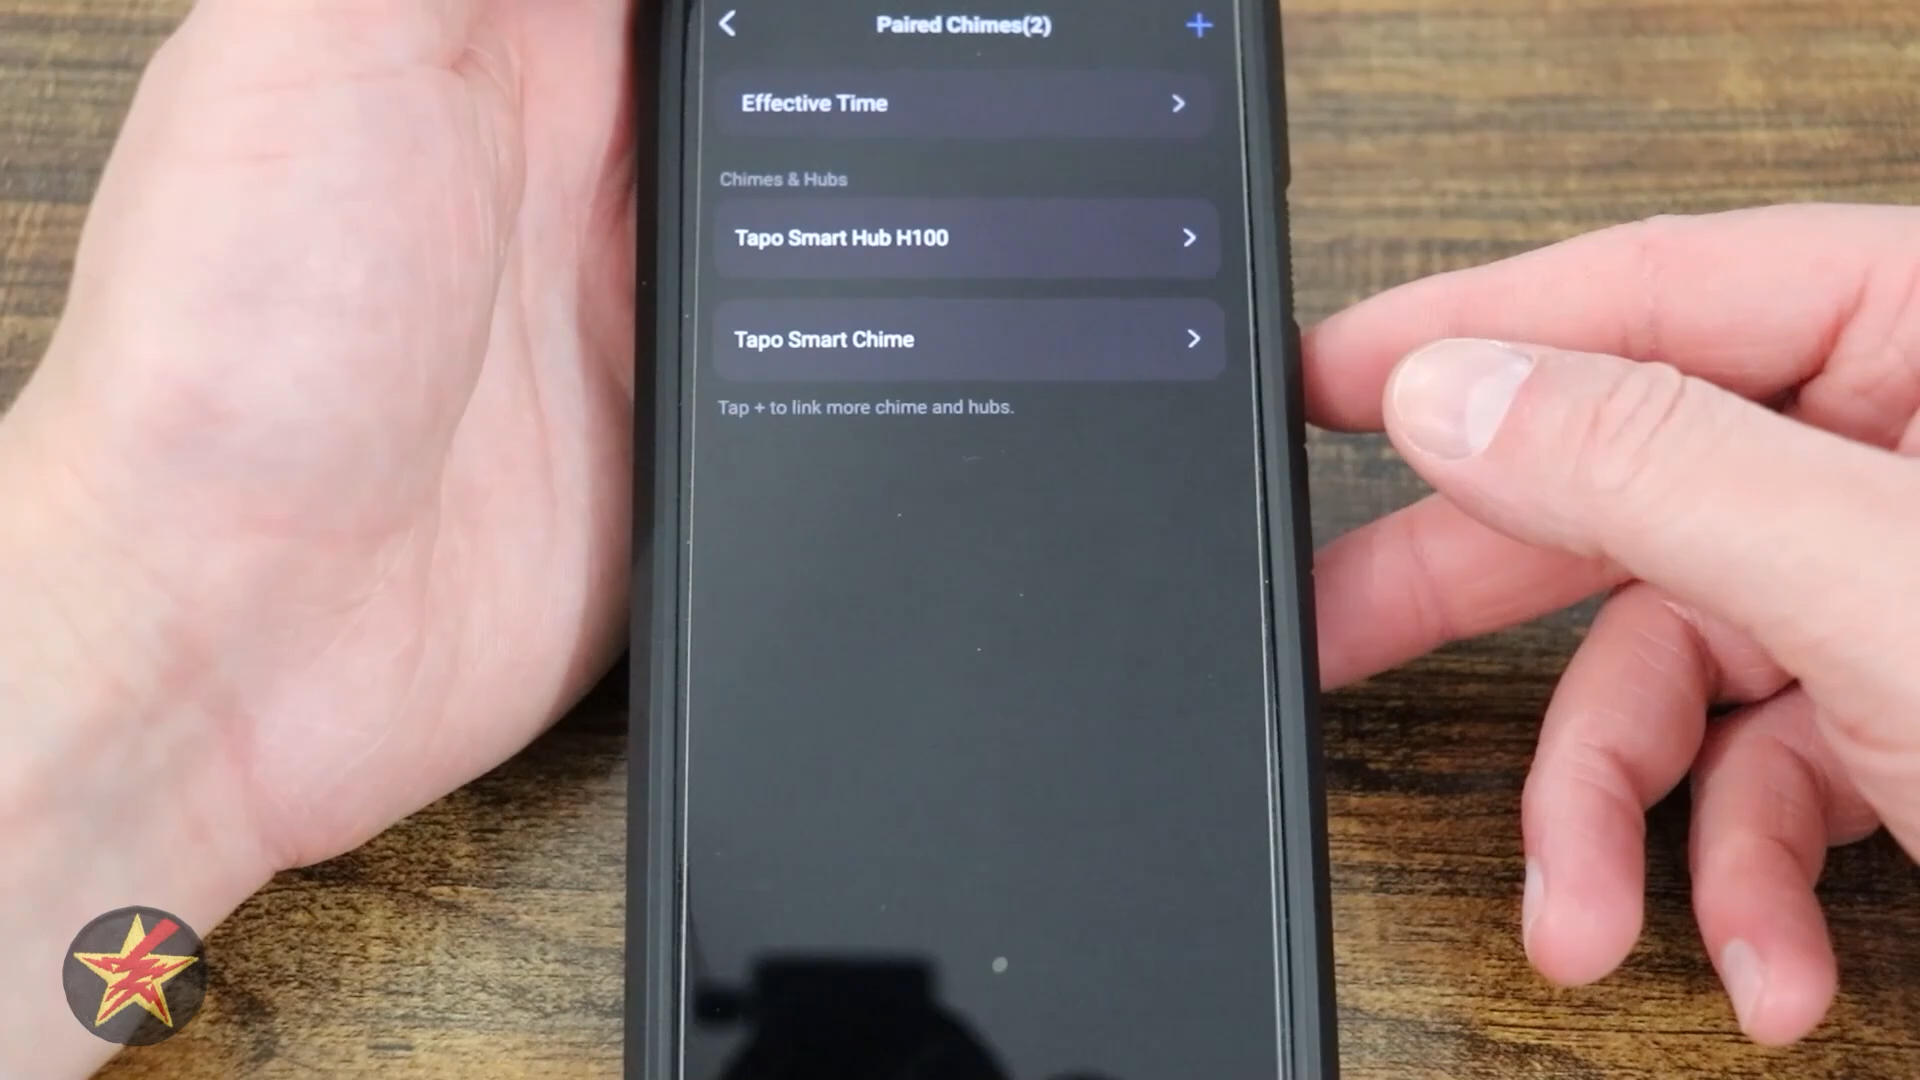 Paired Chimes(2)
Effective Time
Chimes & Hubs
Tapo Smart Hub H100
Tapo Smart Chime
Tap + to link more chime and hubs.